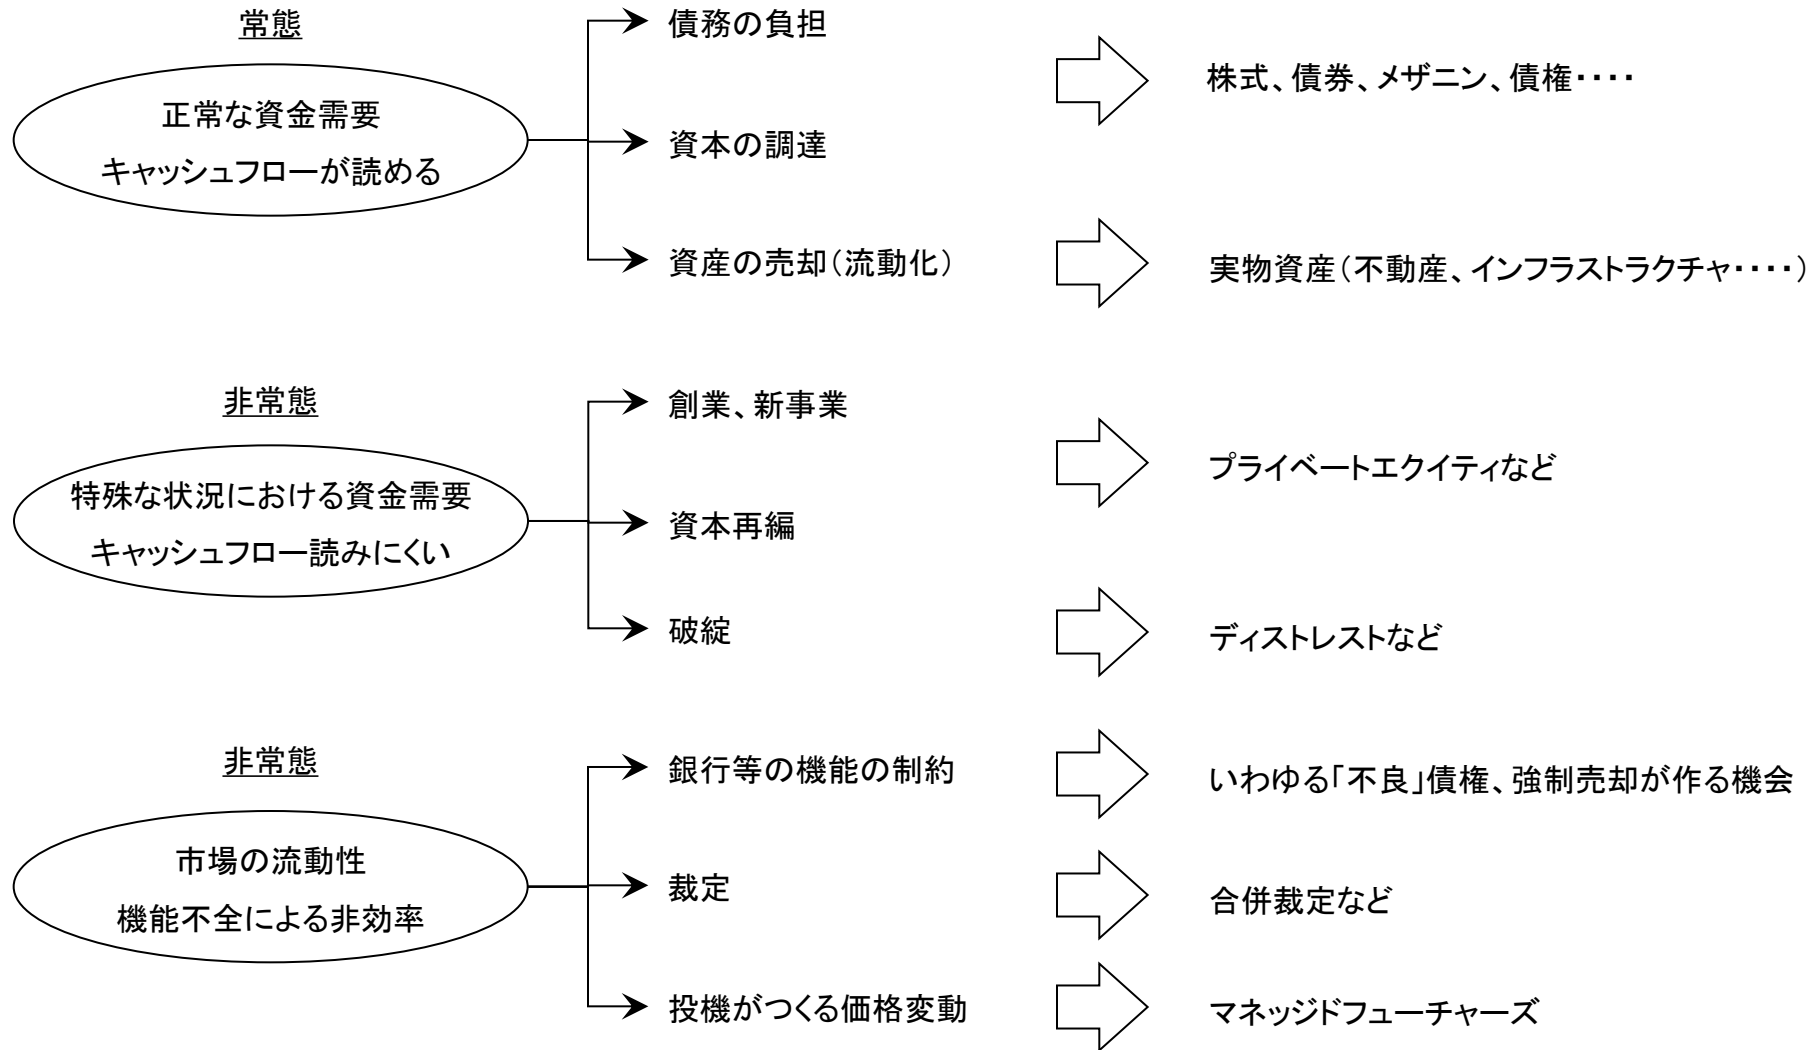 常態
正常な資金需要
キャッシュフローが読める
債務の負担
資本の調達
資産の売却（流動化）
株式、債券、メザニン、債権・・・・
実物資産（不動産、インフラストラクチャ・・・・）
非常態
特殊な状況における資金需要
キャッシュフロー読みにくい
創業、新事業
資本再編
破綻
プライベートエクイティなど
ディストレストなど
非常態
市場の流動性
機能不全による非効率
銀行等の機能の制約
裁定
投機がつくる価格変動
いわゆる「不良」債権、強制売却が作る機会
合併裁定など
マネッジドフューチャーズ